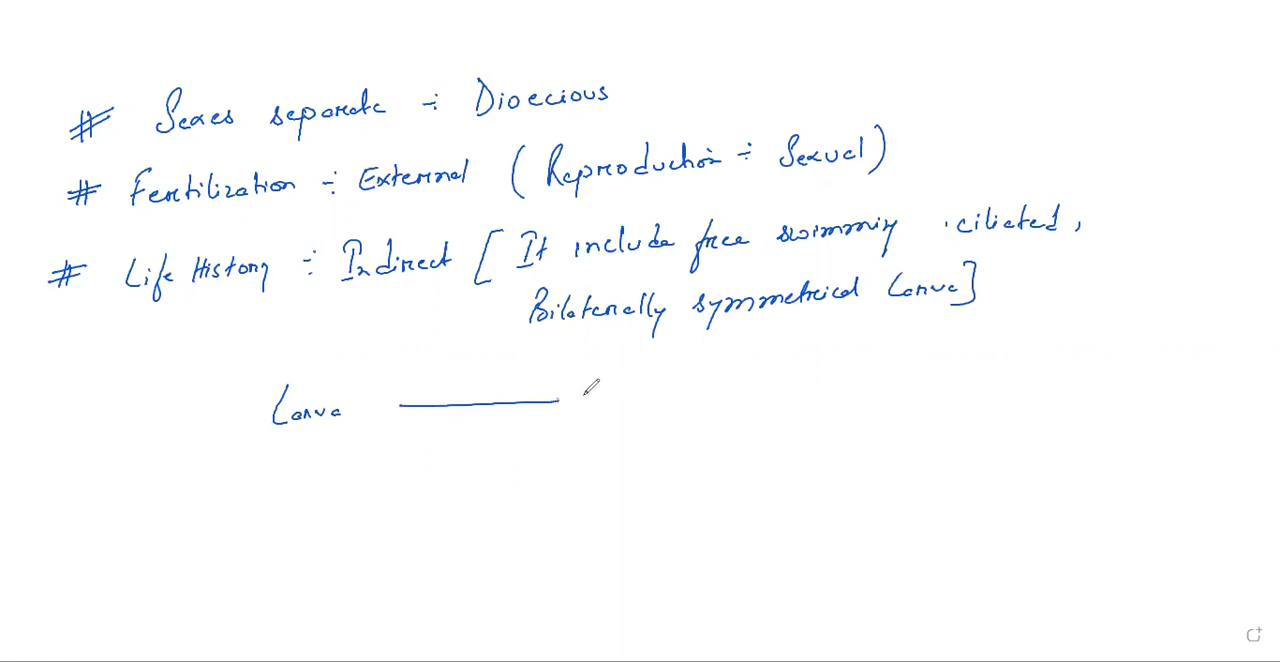 # Sexes separate ÷ Dioecious
# Fertilization ÷ External (Reproduction ÷ Sexual)
# Life History ÷ Indirect [It include free swimming ciliated,
Bilaterally symmetrical Larva]
Larva